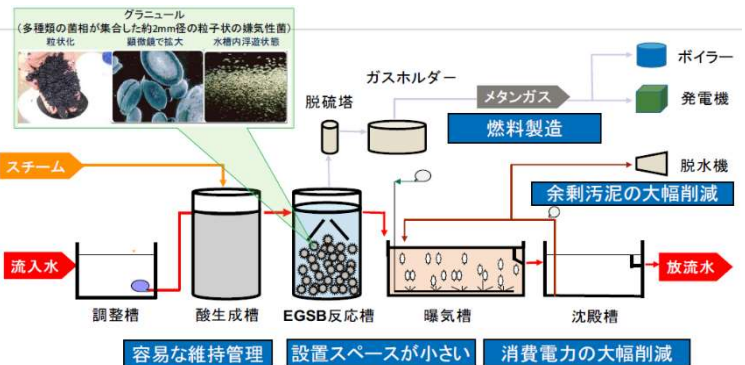 グラニュール
(多種類の菌相が集合した約2mm径の粒子状の嫌気性菌)
粒状化
顕微鏡で拡大
水槽内浮遊状態
ガスホルダー
脱硫塔
メタンガス
ボイラー
発電機
燃料製造
スチーム
脱水機
余剰汚泥の大幅削減
流入水
放流水
調整槽
酸生成槽
EGSB反応槽
曝気槽
沈殿槽
容易な維持管理
設置スペースが小さい
消費電力の大幅削減